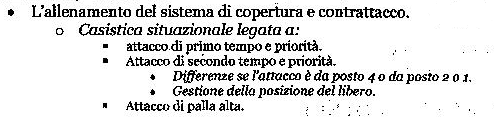 • L'allenamento del sistema di copertura e contrattacco.
o Casistica situazionale legata a:
▪ attacco di primo tempo e priorità.
▪ Attacco di secondo tempo e priorità.
• Differenze se l'attacco è da posto 4 o da posto 2 o 1.
• Gestione della posizione del libero.
▪ Attacco di palla alta.